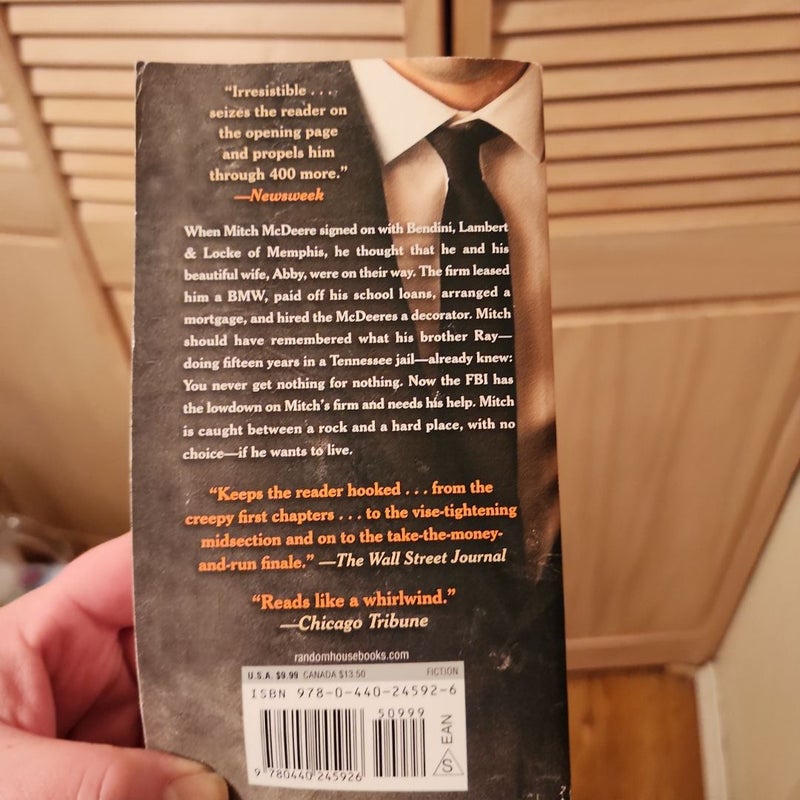 “Irresistible . . .
seizes the reader on
the opening page
and propels him
through 400 more.”
—Newsweek
When Mitch McDeere signed on with Bendini, Lambert
& Locke of Memphis, he thought that he and his
beautiful wife, Abby, were on their way. The firm leased
him a BMW, paid off his school loans, arranged a
mortgage, and hired the McDeeres a decorator. Mitch
should have remembered what his brother Ray—
doing fifteen years in a Tennessee jail—already knew:
You never get nothing for nothing. Now the FBI has
the lowdown on Mitch’s firm and needs his help. Mitch
is caught between a rock and a hard place, with no
choice—if he wants to live.
“Keeps the reader hooked . . . from the
creepy first chapters . . . to the vise-tightening
midsection and on to the take-the-money-
and-run finale.” —The Wall Street Journal
“Reads like a whirlwind.”
—Chicago Tribune
randomhousebooks.com
U.S.A. $9.99 CANADA $13.50 FICTION
ISBN 978-0-440-24592-6
50999
9 780440 245926
S EAN